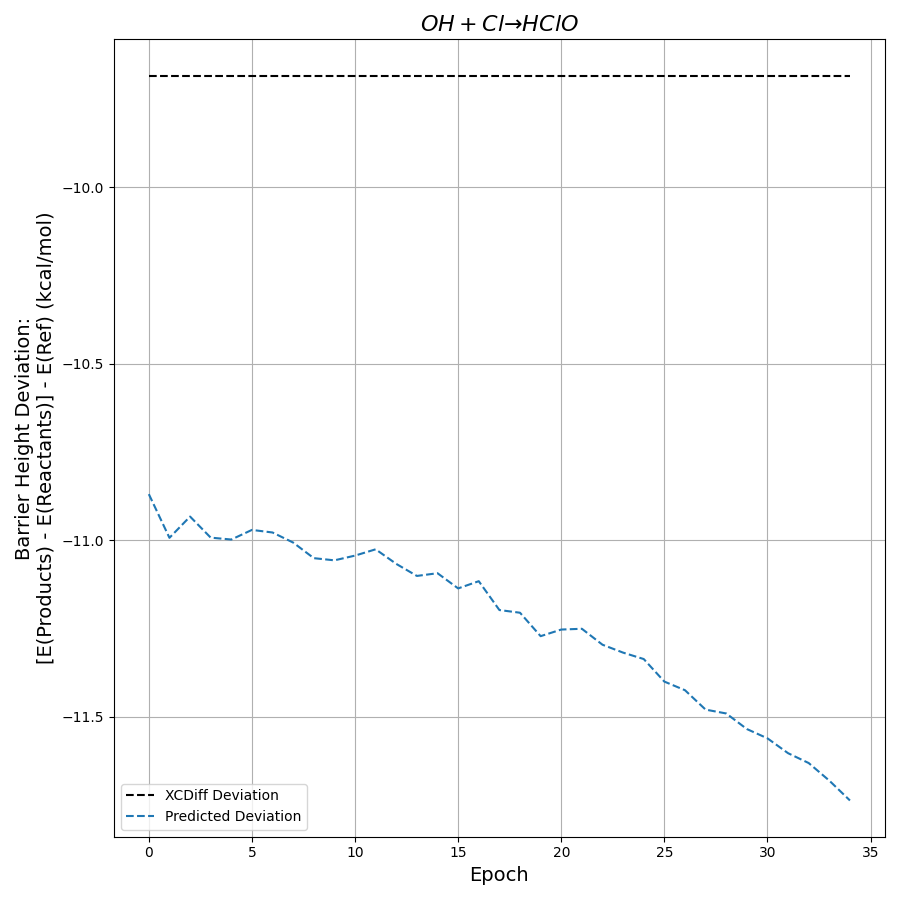 OH + Cl→HClO
Barrier Height Deviation:
[E(Products) - E(Reactants)] - E(Ref) (kcal/mol)
−10.0
−10.5
−11.0
−11.5
XCDiff Deviation
Predicted Deviation
0 5 10 15 20 25 30 35
Epoch